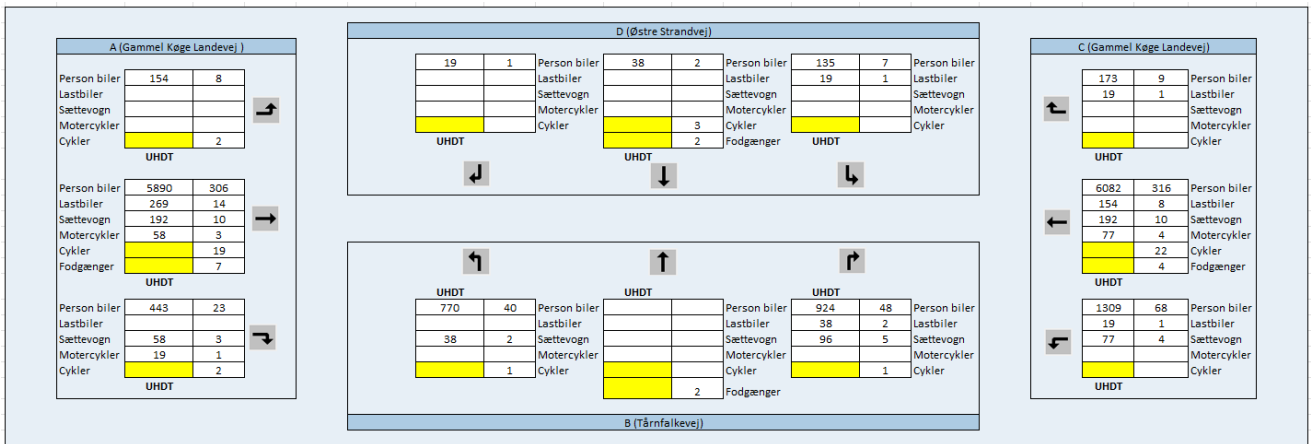 D (Østre Strandvej)
A (Gammel Køge Landevej )
Person biler 154 8
Lastbiler
Sættevogn
Motercykler
Cykler 2
UHDT
Person biler 5890 306
Lastbiler 269 14
Sættevogn 192 10
Motercykler 58 3
Cykler 19
Fodgænger 7
UHDT
Person biler 443 23
Lastbiler
Sættevogn 58 3
Motercykler 19 1
Cykler 2
UHDT
19 1 Person biler 38 2 Person biler 135 7 Person biler
Lastbiler Lastbiler 19 1 Lastbiler
Sættevogn Sættevogn Sættevogn
Motercykler Motercykler Motercykler
Cykler 3 Cykler Cykler
UHDT 2 Fodgænger UHDT
UHDT
UHDT UHDT UHDT
770 40 Person biler Person biler 924 48 Person biler
Lastbiler Lastbiler 38 2 Lastbiler
38 2 Sættevogn Sættevogn 96 5 Sættevogn
Motercykler Motercykler Motercykler
1 Cykler Cykler 1 Cykler
2 Fodgænger
B (Tårnfalkevej)
C (Gammel Køge Landevej)
173 9 Person biler
19 1 Lastbiler
Sættevogn
Motercykler
Cykler
UHDT
6082 316 Person biler
154 8 Lastbiler
192 10 Sættevogn
77 4 Motercykler
22 Cykler
4 Fodgænger
UHDT
1309 68 Person biler
19 1 Lastbiler
77 4 Sættevogn
Motercykler
Cykler
UHDT